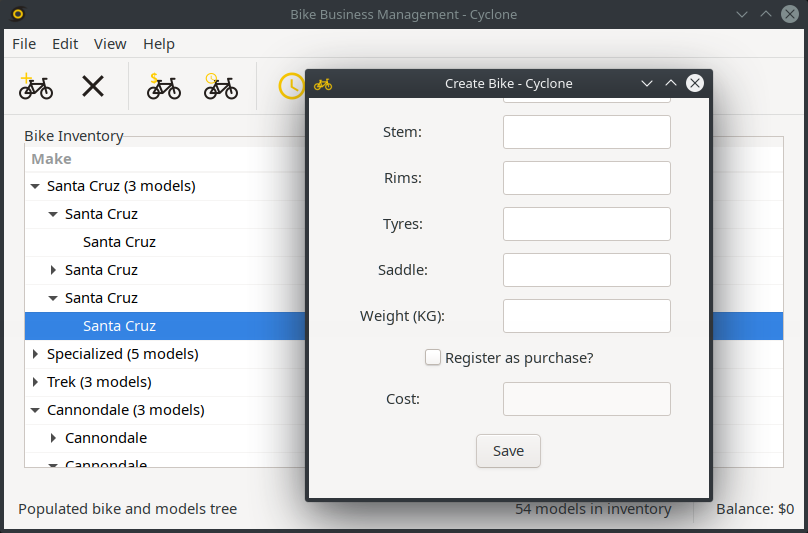 Bike Business Management - Cyclone
File Edit View Help
Create Bike - Cyclone
Bike Inventory
Make
Santa Cruz (3 models)
Santa Cruz
Santa Cruz
Santa Cruz
Santa Cruz
Santa Cruz
Specialized (5 models)
Trek (3 models)
Cannondale (3 models)
Cannondale
Cannondale
Stem:
Rims:
Tyres:
Saddle:
Weight (KG):
Register as purchase?
Cost:
Save
Populated bike and models tree
54 models in inventory
Balance: $0